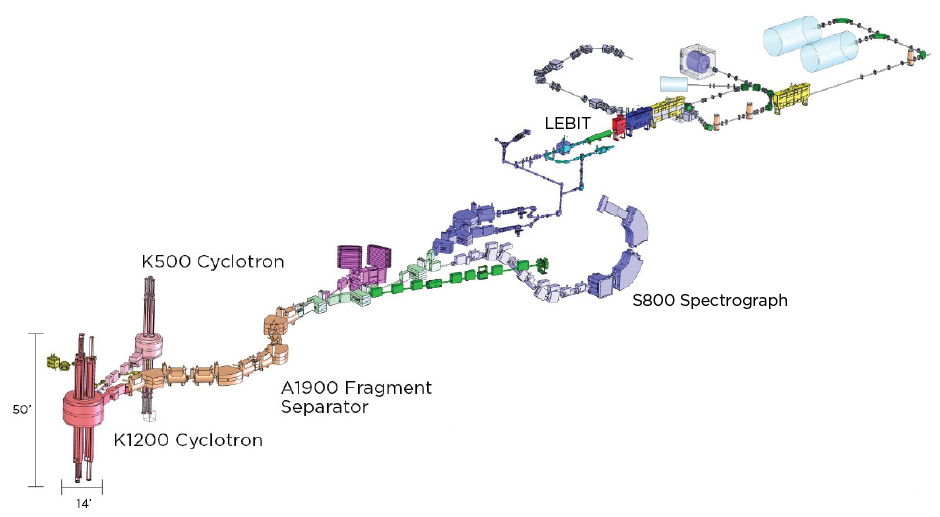 LEBIT
K500 Cyclotron
S800 Spectrograph
A1900 Fragment
Separator
50'
K1200 Cyclotron
14'